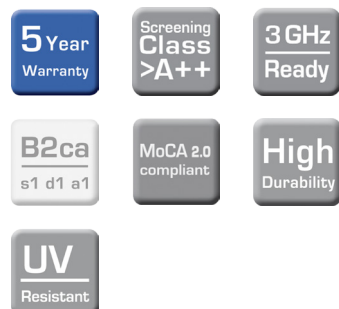 5 Year
Warranty
Screening
Class
>A++
3 GHz
Ready
B2ca
s1 d1 a1
MoCA 2.0
compliant
High
Durability
UV
Resistant